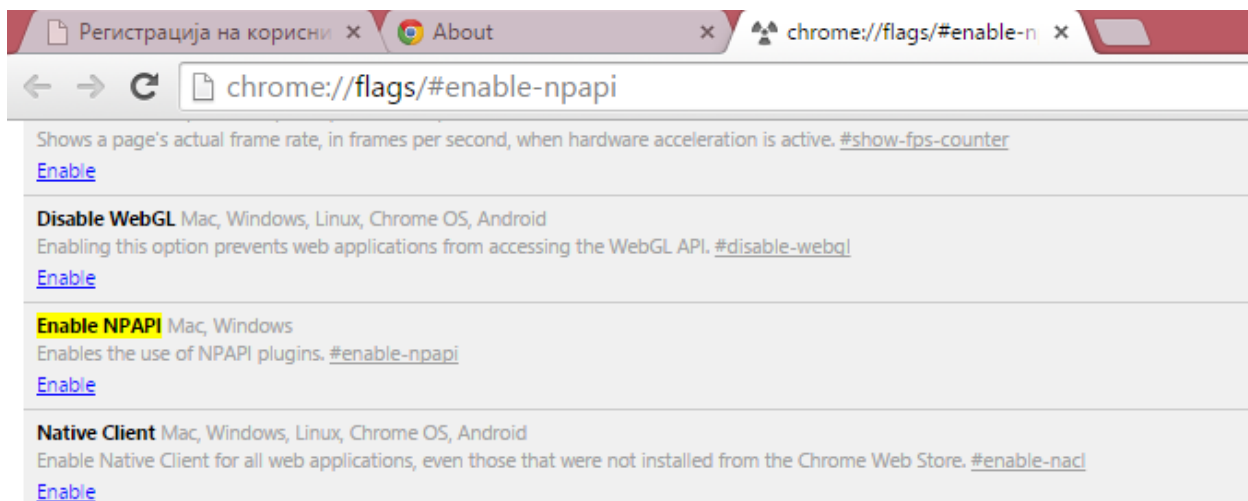 Регистрација на корисни
About
chrome://flags/#enable-n
chrome://flags/#enable-npapi
Shows a page's actual frame rate, in frames per second, when hardware acceleration is active. #show-fps-counter
Enable
Disable WebGL Mac, Windows, Linux, Chrome OS, Android
Enabling this option prevents web applications from accessing the WebGL API. #disable-webgl
Enable
Enable NPAPI Mac, Windows
Enables the use of NPAPI plugins. #enable-npapi
Enable
Native Client Mac, Windows, Linux, Chrome OS, Android
Enable Native Client for all web applications, even those that were not installed from the Chrome Web Store. #enable-nacl
Enable